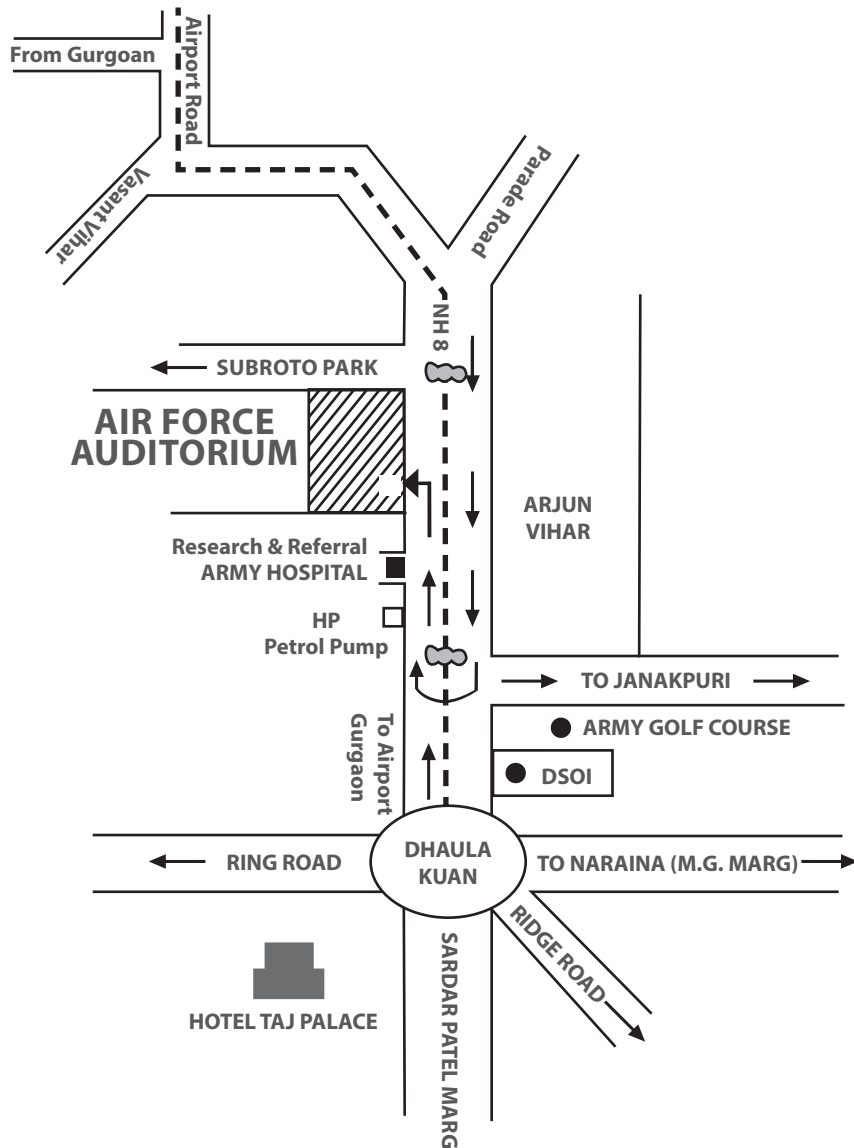 From Gurgoan
Airport Road
Vasant Vihar
Parade Road
NH 8
SUBROTO PARK
AIR FORCE
AUDITORIUM
ARJUN
VIHAR
Research & Referral
ARMY HOSPITAL
HP
Petrol Pump
TO JANAKPURI
To Airport
Gurgaon
ARMY GOLF COURSE
DSOI
RING ROAD
DHAULA
KUAN
TO NARAINA (M.G. MARG)
RIDGE ROAD
SARDAR PATEL MARG
HOTEL TAJ PALACE